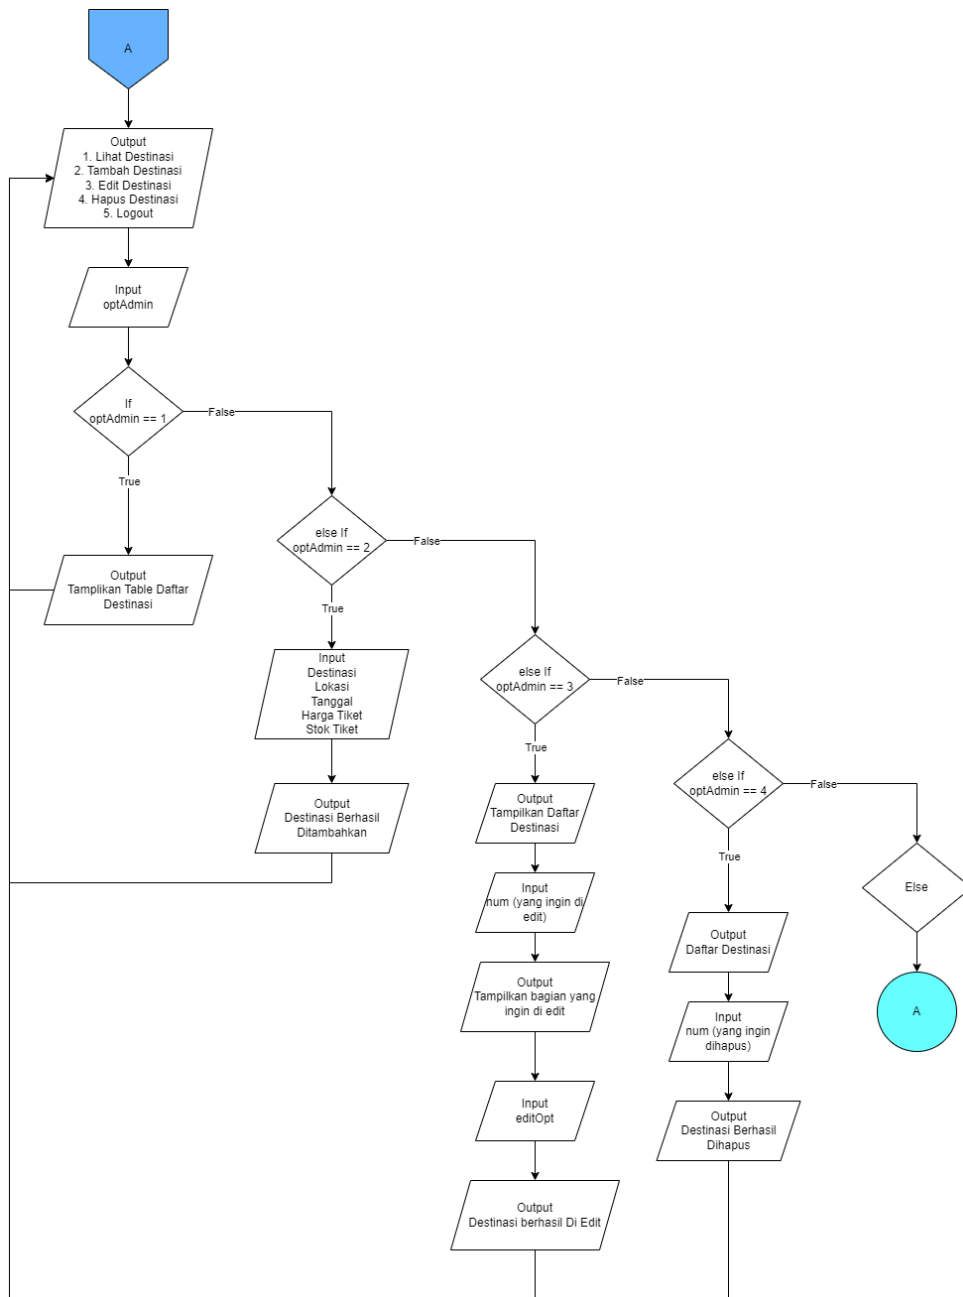 A
Output
1. Lihat Destinasi
2. Tambah Destinasi
3. Edit Destinasi
4. Hapus Destinasi
5. Logout
Input
optAdmin
If
optAdmin == 1
False
True
Output
Tamplikan Table Daftar
Destinasi
else If
optAdmin == 2
False
True
Input
Destinasi
Lokasi
Tanggal
Harga Tiket
Stok Tiket
Output
Destinasi Berhasil
Ditambahkan
else If
optAdmin == 3
False
True
Output
Tampilkan Daftar
Destinasi
Input
num (yang ingin di
edit)
Output
Tampilkan bagian yang
ingin di edit
Input
editOpt
Output
Destinasi berhasil Di Edit
else If
optAdmin == 4
False
True
Output
Daftar Destinasi
Input
num (yang ingin
dihapus)
Output
Destinasi Berhasil
Dihapus
Else
A